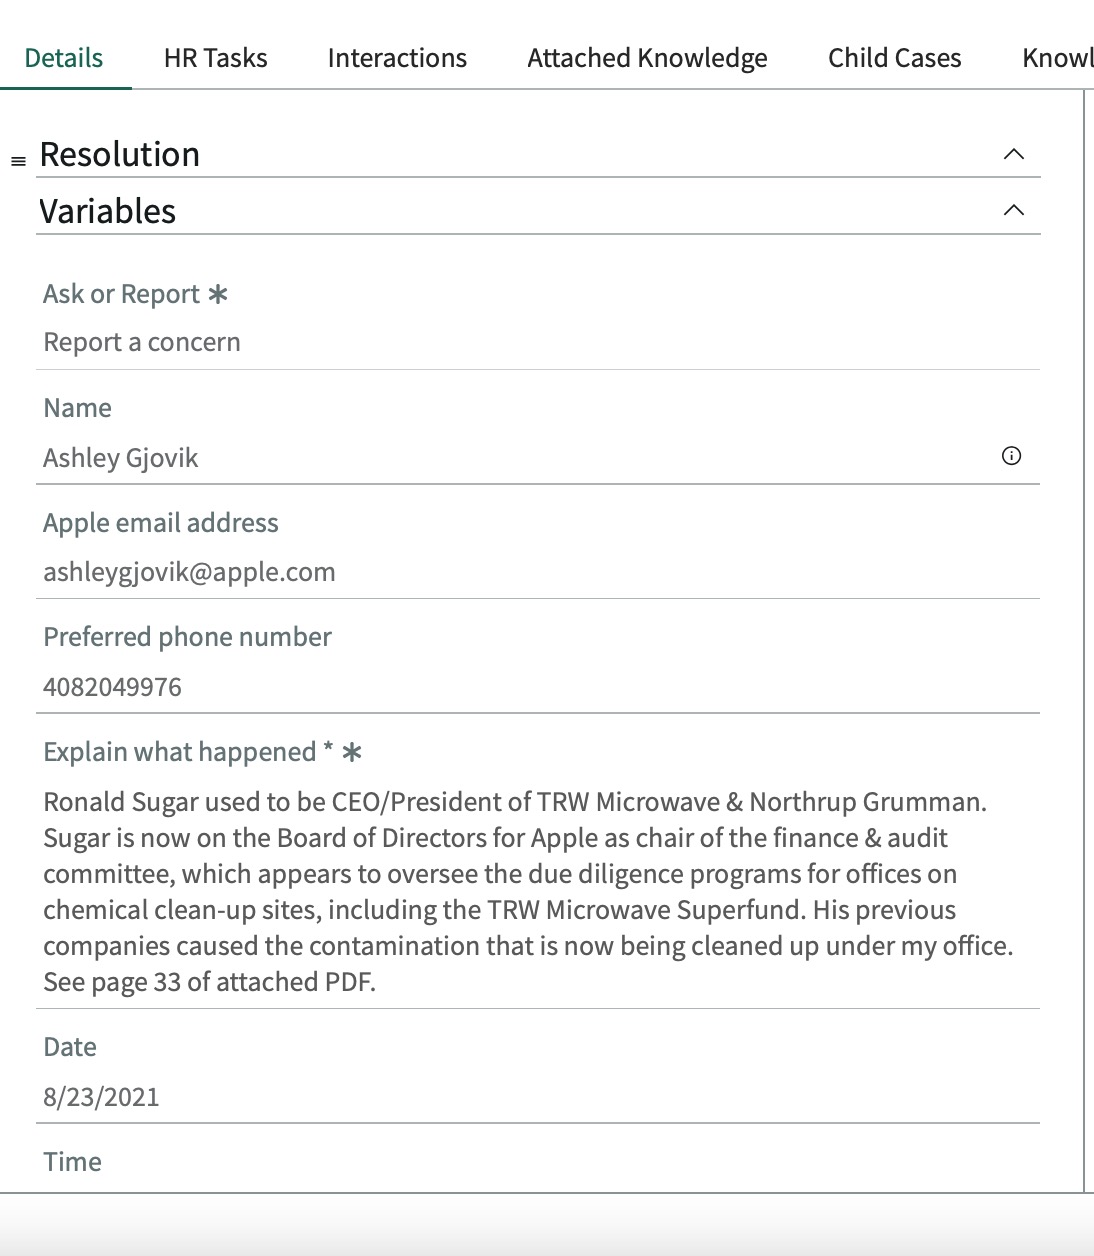 Details HR Tasks Interactions Attached Knowledge Child Cases Knowl
Resolution
Variables
Ask or Report ✱
Report a concern
Name
Ashley Gjovik
Apple email address
ashleygjovik@apple.com
Preferred phone number
4082049976
Explain what happened * ✱
Ronald Sugar used to be CEO/President of TRW Microwave & Northrup Grumman.
Sugar is now on the Board of Directors for Apple as chair of the finance & audit
committee, which appears to oversee the due diligence programs for offices on
chemical clean-up sites, including the TRW Microwave Superfund. His previous
companies caused the contamination that is now being cleaned up under my office.
See page 33 of attached PDF.
Date
8/23/2021
Time